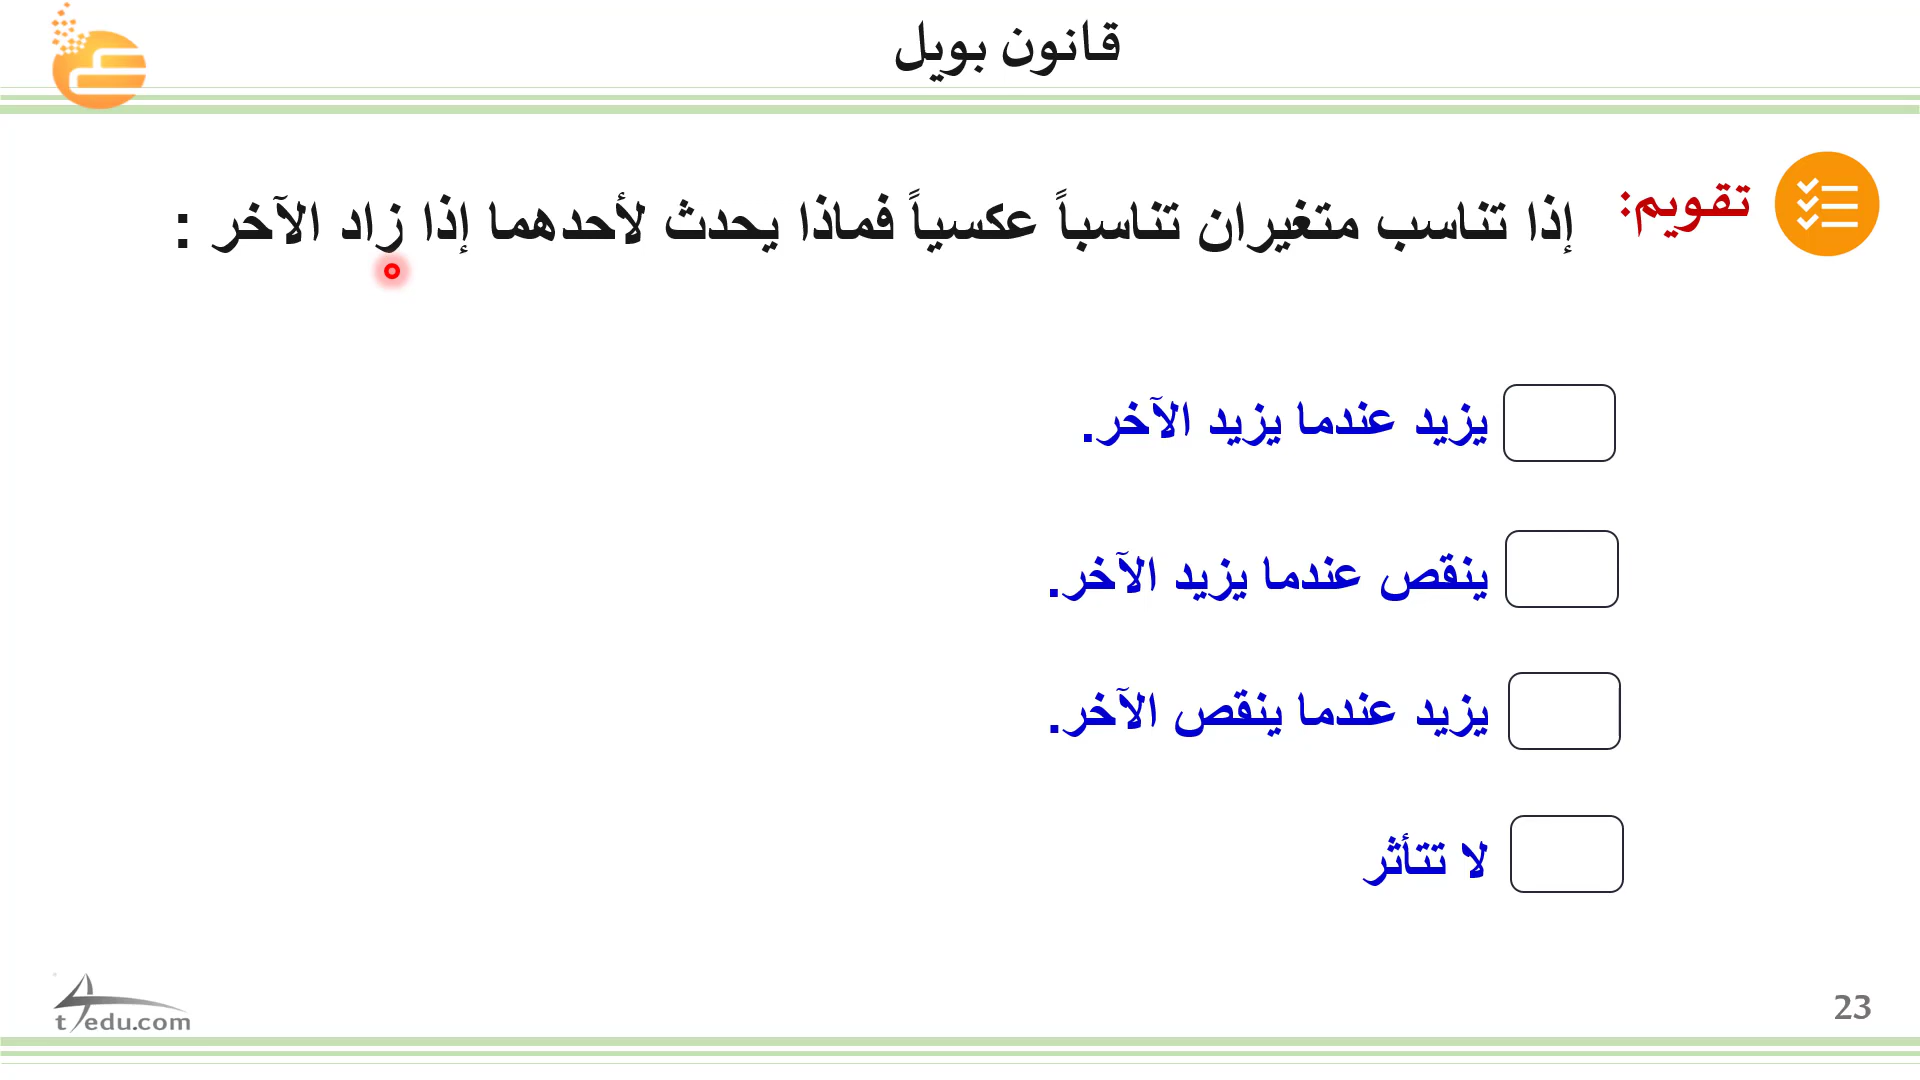 قانون بويل
تقويم:
إذا تناسب متغيران تناسباً عكسياً فماذا يحدث لأحدهما إذا زاد الآخر :
يزيد عندما يزيد الآخر.
ينقص عندما يزيد الآخر.
يزيد عندما ينقص الآخر.
لا تتأثر
t4edu.com
23